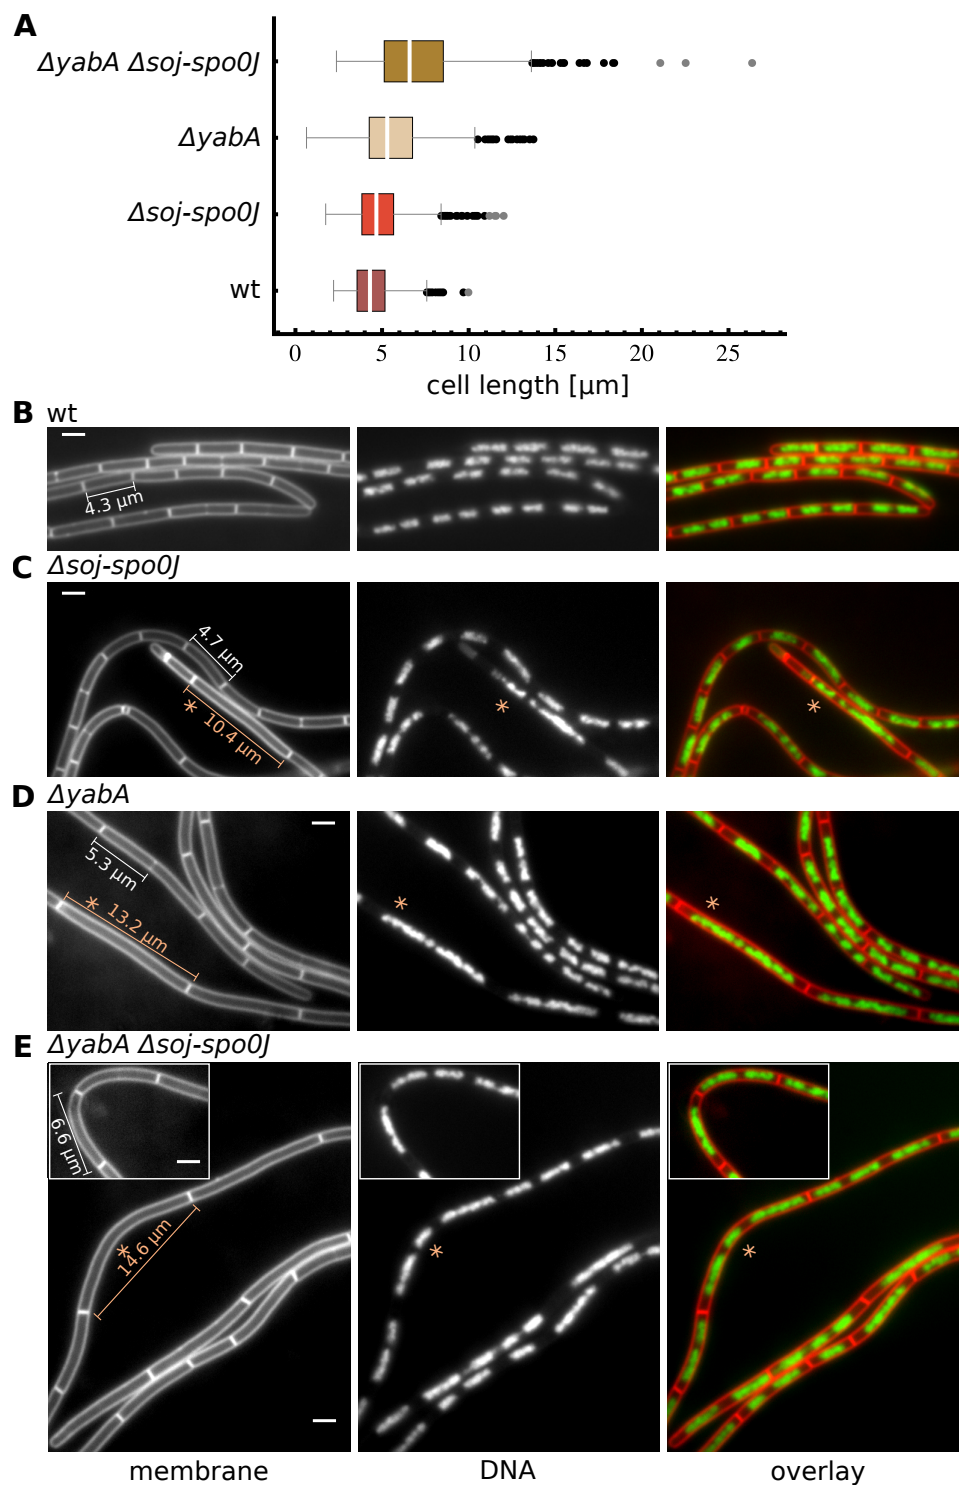 A
ΔyabA Δsoj-spo0J
ΔyabA
Δsoj-spo0J
wt
0 5 10 15 20 25
cell length [μm]
B wt
4.3 μm
C Δsoj-spo0J
4.7 μm
* 10.4 μm
*
*
D ΔyabA
5.3 μm
* 13.2 μm
*
*
E ΔyabA Δsoj-spo0J
6.6 μm
* 14.6 μm
*
*
membrane DNA overlay